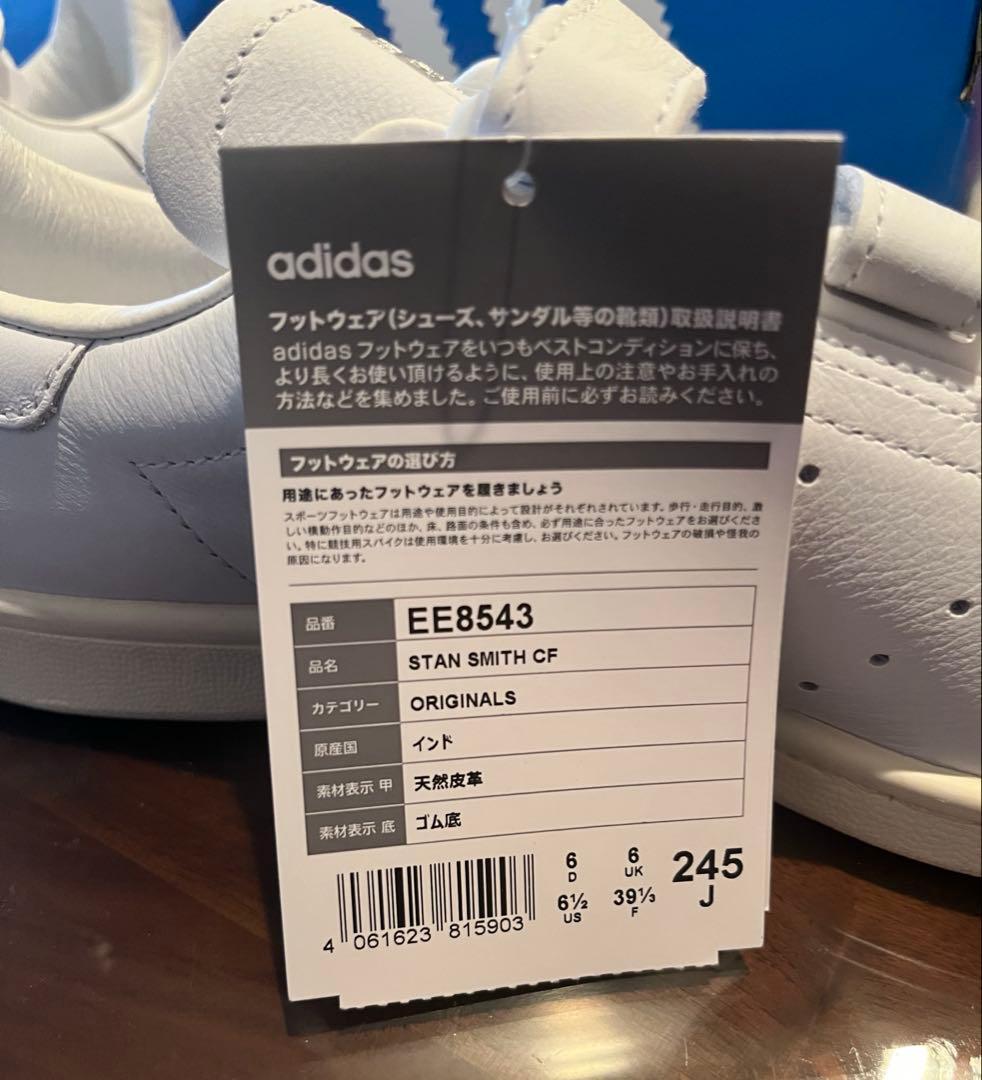 adidas
フットウェア(シューズ、サンダル等の靴類)取扱説明書
adidas フットウェアをいつもベストコンディションに保ち、
より長くお使い頂けるように、使用上の注意やお手入れの
方法などを集めました。ご使用前に必ずお読みください。
フットウェアの選び方
用途にあったフットウェアを履きましょう
スポーツフットウェアは用途や使用目的によって設計がそれぞれされています。歩行・走行目的、激
しい横動作目的などのほか、床、路面の条件も含め、必ず用途に合ったフットウェアをお選びくださ
い。特に競技用スパイクは使用環境を十分に考慮し、お選びください。フットウェアの破損や怪我の
原因になります。
品番 EE8543
品名 STAN SMITH CF
カテゴリー ORIGINALS
原産国 インド
素材表示 甲 天然皮革
素材表示 底 ゴム底
6 6 245
D UK J
6½ 39⅓
US F
4 061623 815903